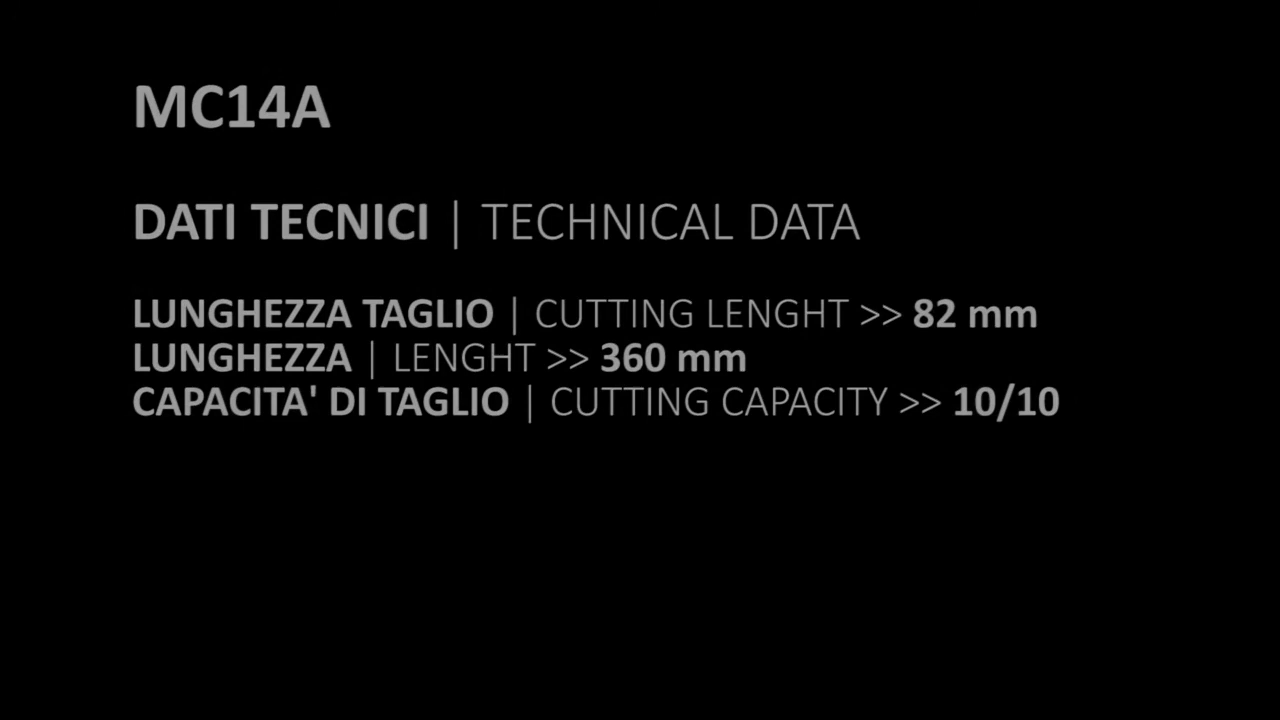 MC14A
DATI TECNICI | TECHNICAL DATA
LUNGHEZZA TAGLIO | CUTTING LENGHT >> 82 mm
LUNGHEZZA | LENGHT >> 360 mm
CAPACITA' DI TAGLIO | CUTTING CAPACITY >> 10/10